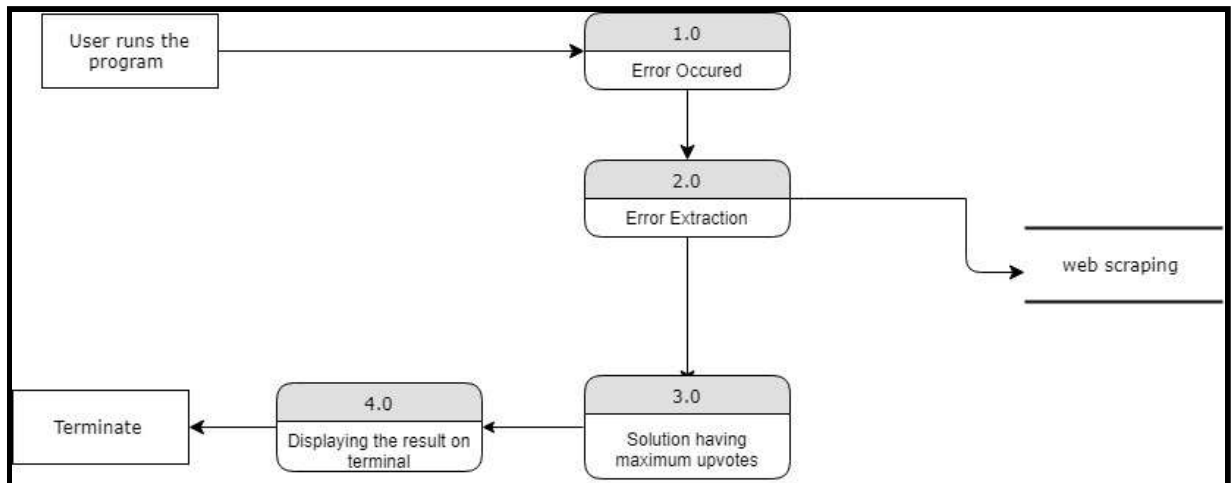 User runs the
program
1.0
Error Occured
2.0
Error Extraction
web scraping
3.0
Solution having
maximum upvotes
4.0
Displaying the result on
terminal
Terminate